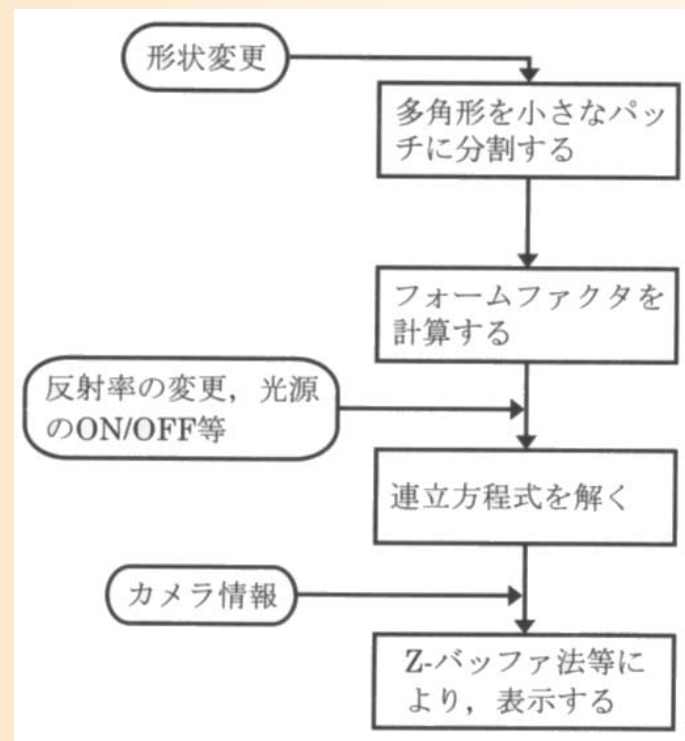 形状変更
多角形を小さなパッ
チに分割する
フォームファクタを
計算する
反射率の変更，光源
のON/OFF等
連立方程式を解く
カメラ情報
Z-バッファ法等に
より，表示する